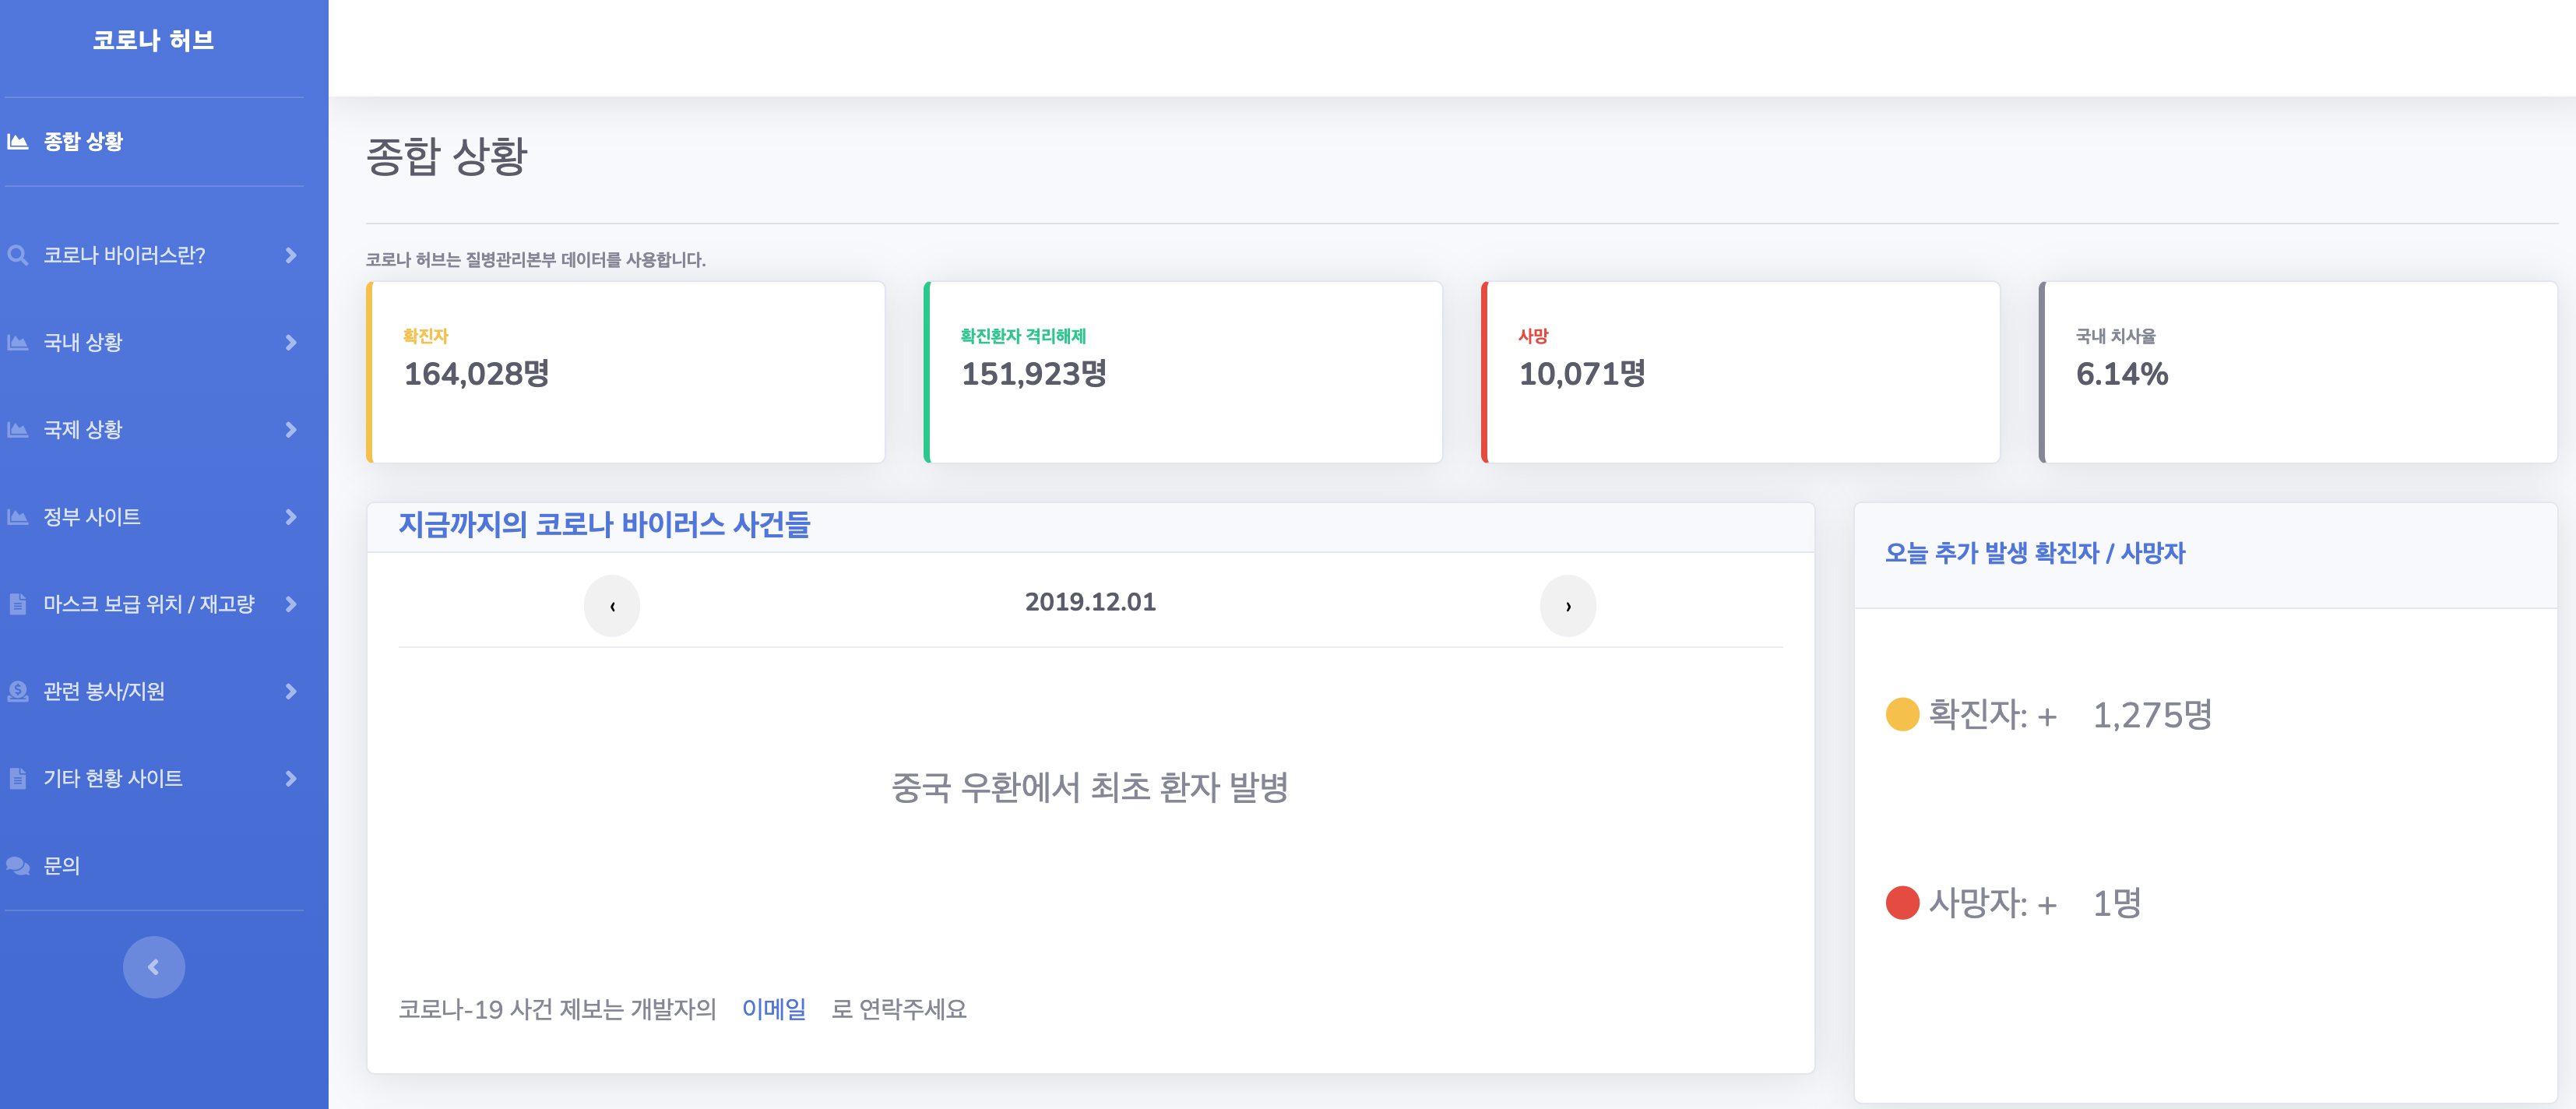 코로나 허브
종합 상황
코로나 바이러스란?
국내 상황
국제 상황
정부 사이트
마스크 보급 위치 / 재고량
관련 봉사/지원
기타 현황 사이트
문의
종합 상황
코로나 허브는 질병관리본부 데이터를 사용합니다.
확진자
164,028명
확진환자 격리해제
151,923명
사망
10,071명
국내 치사율
6.14%
지금까지의 코로나 바이러스 사건들
‹ 2019.12.01 ›
중국 우환에서 최초 환자 발병
코로나-19 사건 제보는 개발자의 이메일 로 연락주세요
오늘 추가 발생 확진자 / 사망자
확진자: + 1,275명
사망자: + 1명